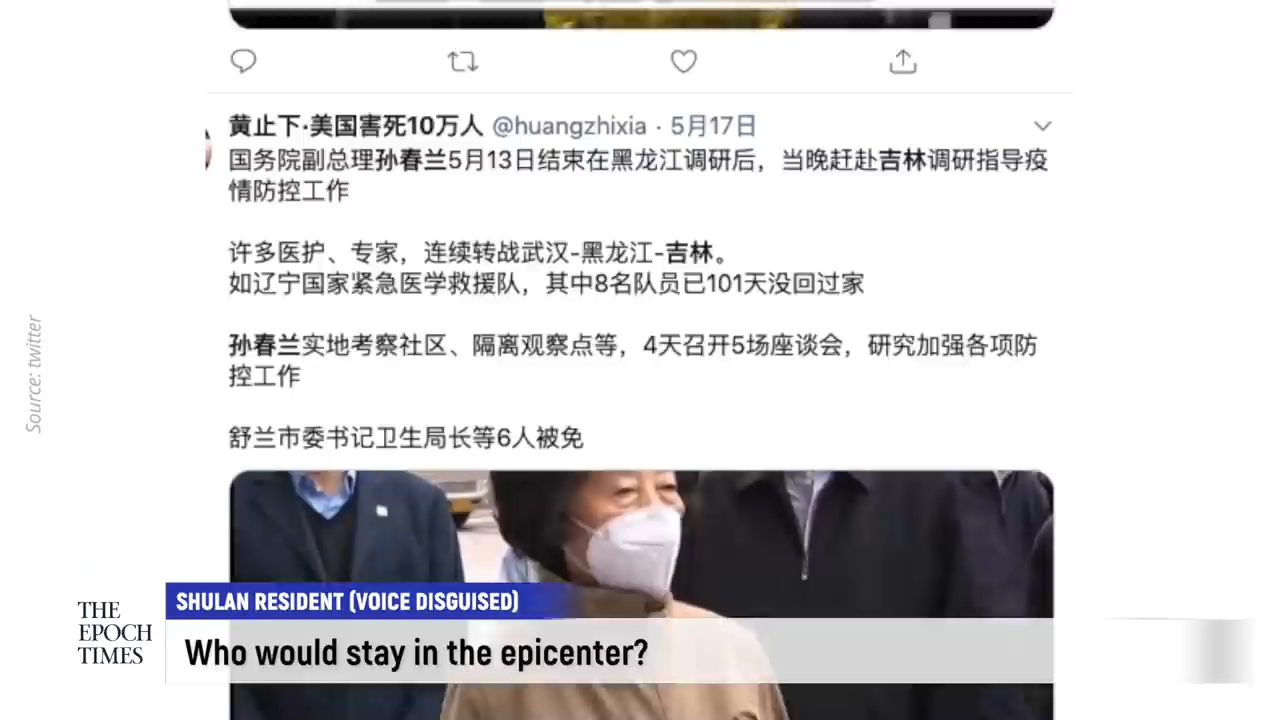 黄止下·美国害死10万人 @huangzhixia · 5月17日
国务院副总理孙春兰5月13日结束在黑龙江调研后，当晚赶赴吉林调研指导疫
情防控工作
许多医护、专家，连续转战武汉-黑龙江-吉林。
如辽宁国家紧急医学救援队，其中8名队员已101天没回过家
孙春兰实地考察社区、隔离观察点等，4天召开5场座谈会，研究加强各项防
控工作
舒兰市委书记卫生局长等6人被免
Source: twitter
THE
EPOCH
TIMES
SHULAN RESIDENT (VOICE DISGUISED)
Who would stay in the epicenter?